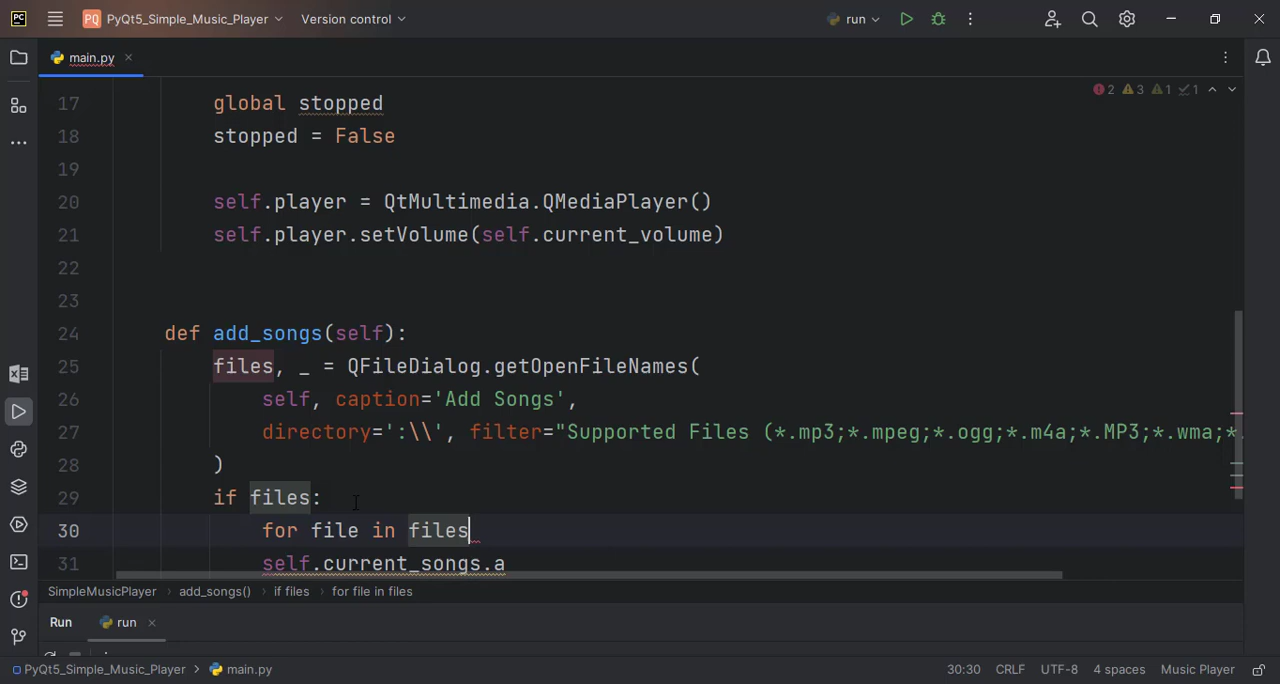 PC PQ PyQt5_Simple_Music_Player Version control run
main.py
2 3 1 1
17 global stopped
18 stopped = False
19
20 self.player = QtMultimedia.QMediaPlayer()
21 self.player.setVolume(self.current_volume)
22
23
24 def add_songs(self):
25 files, _ = QFileDialog.getOpenFileNames(
26 self, caption='Add Songs',
27 directory=':\\', filter="Supported Files (*.mp3;*.mpeg;*.ogg;*.m4a;*.MP3;*.wma;*.
28 )
29 if files:
30 for file in files
31 self.current_songs.a
SimpleMusicPlayer > add_songs() > if files > for file in files
Run run
PyQt5_Simple_Music_Player > main.py 30:30 CRLF UTF-8 4 spaces Music Player